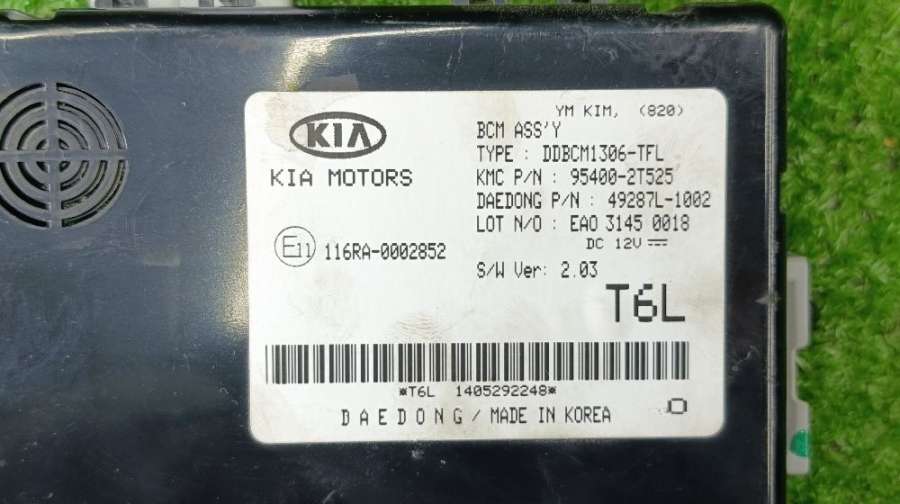 YM KIM, (820)
KIA
KIA MOTORS
BCM ASS'Y
TYPE : DDBCM1306-TFL
KMC P/N : 95400-2T525
DAEDONG P/N : 49287L-1002
LOT N/O : EAO 3145 0018
DC 12V
E11 116RA-0002852
S/W Ver: 2.03
T6L
*T6L 1405292248*
DAEDONG / MADE IN KOREA